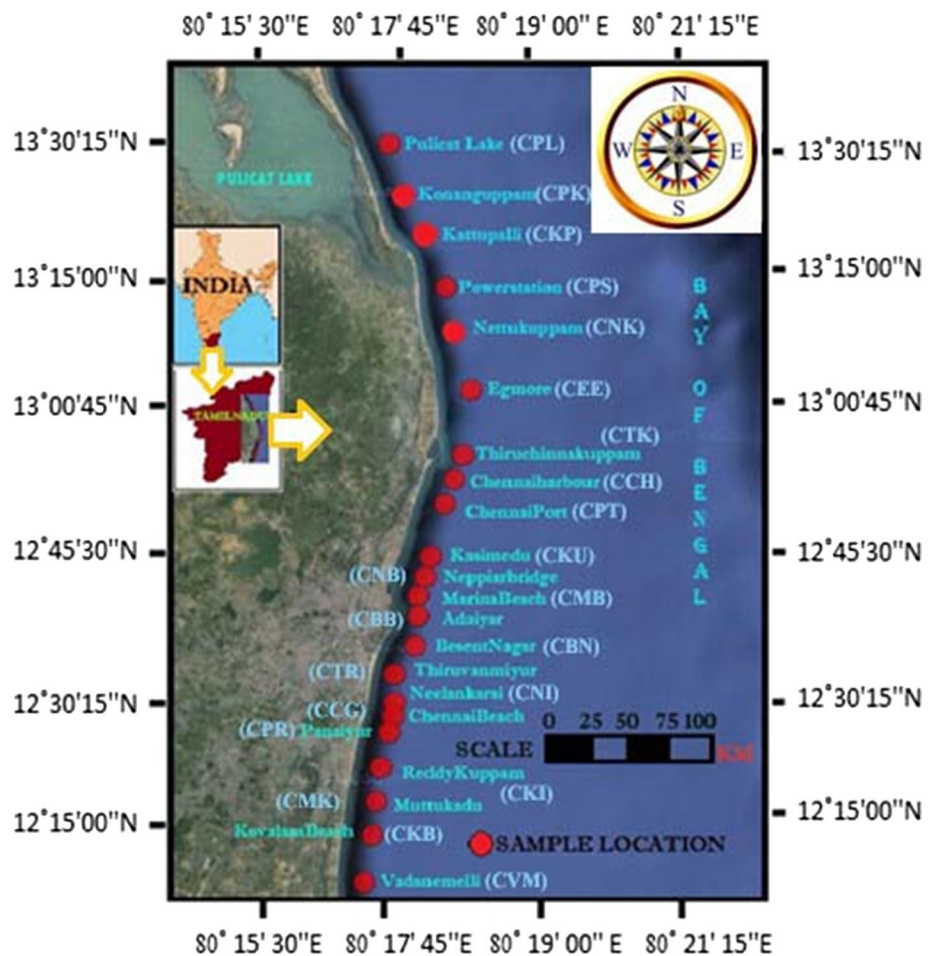 80˚ 15' 30"E 80˚ 17' 45"E 80˚ 19' 00"E 80˚ 21' 15"E
N
W E
S
13˚30'15"N Pulicat Lake (CPL) 13˚30'15"N
PULICAT LAKE
Konanguppam(CPK)
Kattupalli (CKP)
13˚15'00"N 13˚15'00"N
INDIA
Powerstation (CPS)
Nettukuppam (CNK)
BAY OF BENGAL
Egmore (CEE)
13˚00'45"N 13˚00'45"N
TAMILNADU
(CTK)
Thiruchinnakuppam
Chennaiharbour (CCH)
ChennaiPort (CPT)
12˚45'30"N Kasimedu (CKU) 12˚45'30"N
(CNB) Neppiarbridge
MarinaBeach (CMB)
(CBB) Adaiyar
BesentNagar (CBN)
(CTR) Thiruvanmiyur
Neelankarai (CNI)
12˚30'15"N 12˚30'15"N
(CCG) ChennaiBeach
(CPR) Panaiyur
0 25 50 75 100
SCALE KM
ReddyKuppam
(CKI)
(CMK) Muttukadu
12˚15'00"N 12˚15'00"N
KovalamBeach (CKB)
SAMPLE LOCATION
Vadanemelli (CVM)
80˚ 15' 30"E 80˚ 17' 45"E 80˚ 19' 00"E 80˚ 21' 15"E